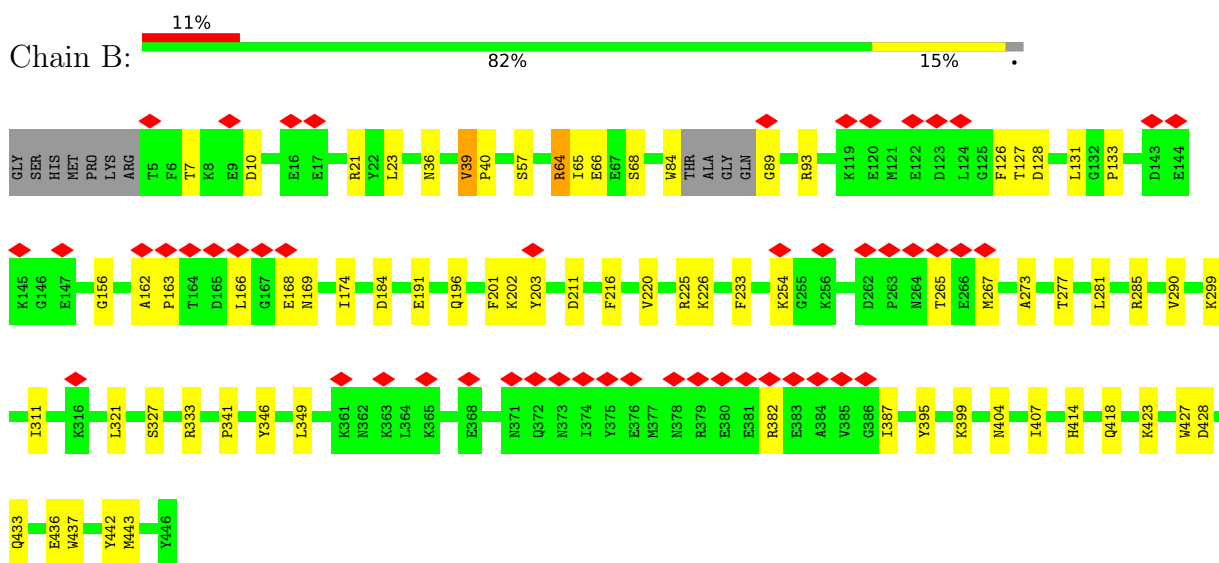 11%
Chain B:
82% 15% •
GLY SER HIS MET PRO LYS ARG T5 F6 T7 K8 E9 D10 E16 E17 R21 Y22 L23 N36 V39 P40 S57 R64 I65 E66 E67 S68 W84 THR ALA GLY GLN G89 R93 K119 E120 M121 E122 D123 L124 G125 F126 T127 D128 L131 G132 P133 D143 E144
K145 G146 E147 G156 A162 P163 T164 D165 L166 G167 E168 N169 I174 D184 E191 Q196 F201 K202 Y203 D211 F216 V220 R225 K226 F233 K254 G255 K256 D262 P263 N264 T265 E266 M267 A273 T277 L281 R285 V290 K299
I311 K316 L321 S327 R333 P341 Y346 L349 K361 N362 K363 L364 K365 E368 N371 Q372 N373 I374 Y375 E376 M377 N378 R379 E380 E381 R382 E383 A384 V385 G386 I387 Y395 K399 N404 I407 H414 Q418 K423 W427 D428
Q433 E436 W437 Y442 M443 Y446